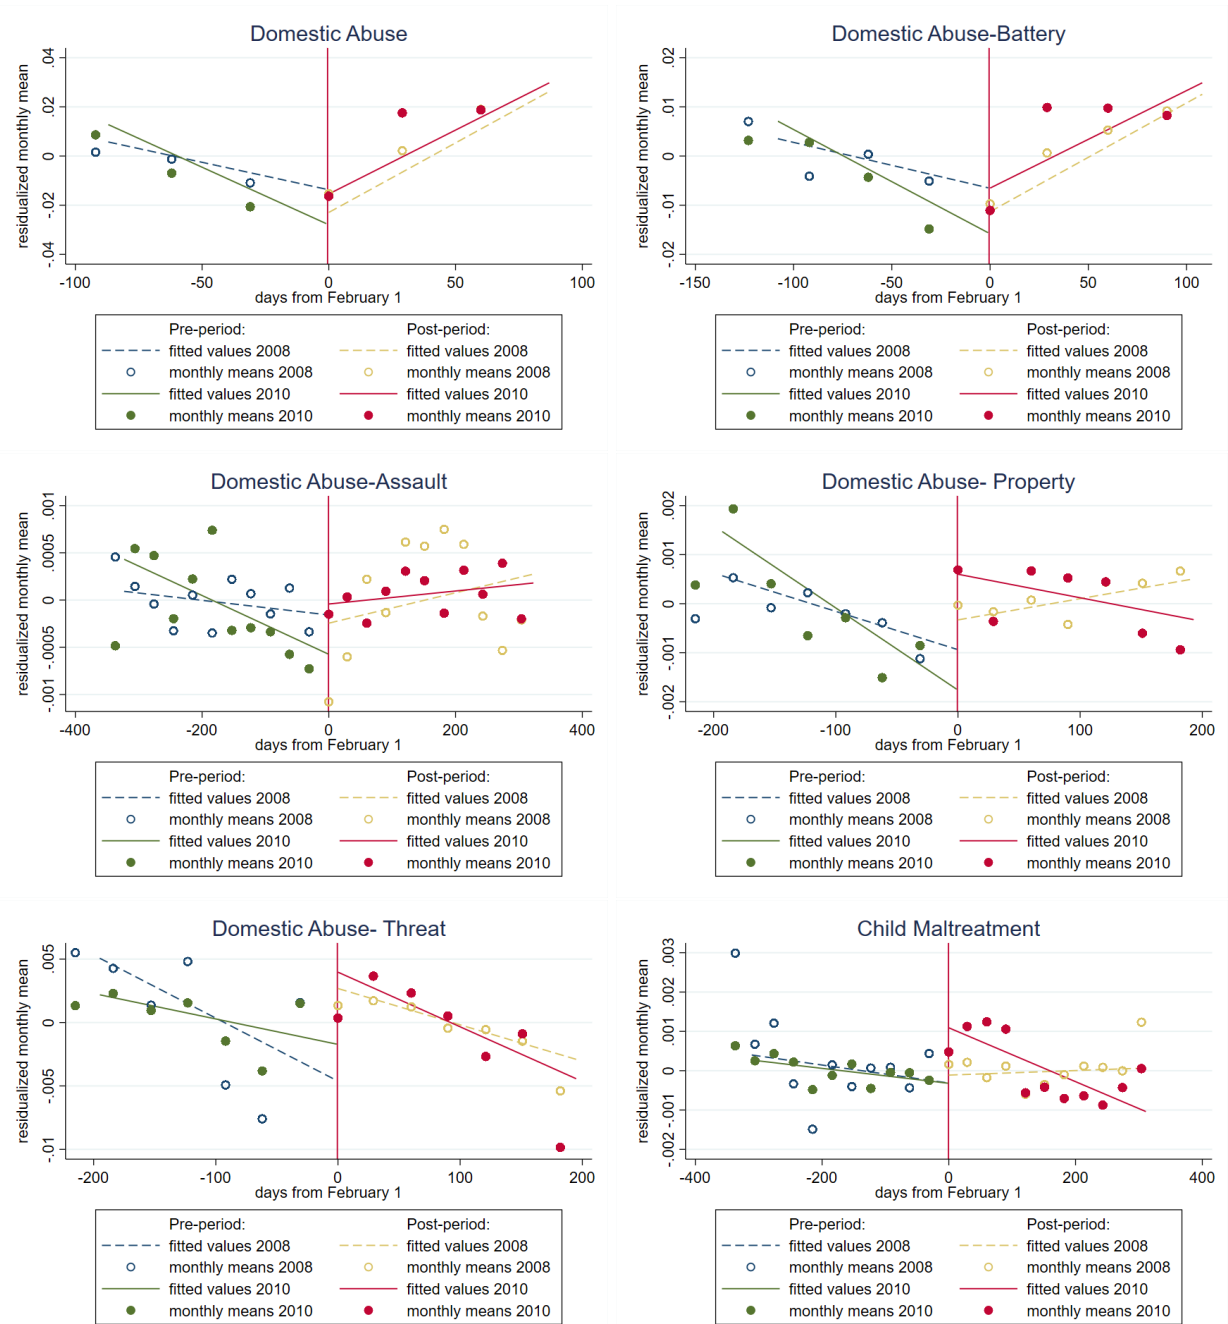 Domestic Abuse
residualized monthly mean
.04
.02
0
-.02
-.04
-100 -50 0 50 100
days from February 1
Pre-period: Post-period:
fitted values 2008 fitted values 2008
monthly means 2008 monthly means 2008
fitted values 2010 fitted values 2010
monthly means 2010 monthly means 2010
Domestic Abuse-Battery
residualized monthly mean
.02
.01
0
-.01
-.02
-150 -100 -50 0 50 100
days from February 1
Pre-period: Post-period:
fitted values 2008 fitted values 2008
monthly means 2008 monthly means 2008
fitted values 2010 fitted values 2010
monthly means 2010 monthly means 2010
Domestic Abuse-Assault
residualized monthly mean
.001
.0005
0
-.0005
-.001
-400 -200 0 200 400
days from February 1
Pre-period: Post-period:
fitted values 2008 fitted values 2008
monthly means 2008 monthly means 2008
fitted values 2010 fitted values 2010
monthly means 2010 monthly means 2010
Domestic Abuse- Property
residualized monthly mean
.002
.001
0
-.001
-.002
-200 -100 0 100 200
days from February 1
Pre-period: Post-period:
fitted values 2008 fitted values 2008
monthly means 2008 monthly means 2008
fitted values 2010 fitted values 2010
monthly means 2010 monthly means 2010
Domestic Abuse- Threat
residualized monthly mean
.005
0
-.005
-.01
-200 -100 0 100 200
days from February 1
Pre-period: Post-period:
fitted values 2008 fitted values 2008
monthly means 2008 monthly means 2008
fitted values 2010 fitted values 2010
monthly means 2010 monthly means 2010
Child Maltreatment
residualized monthly mean
.003
.002
.001
0
-.001
-.002
-400 -200 0 200 400
days from February 1
Pre-period: Post-period:
fitted values 2008 fitted values 2008
monthly means 2008 monthly means 2008
fitted values 2010 fitted values 2010
monthly means 2010 monthly means 2010